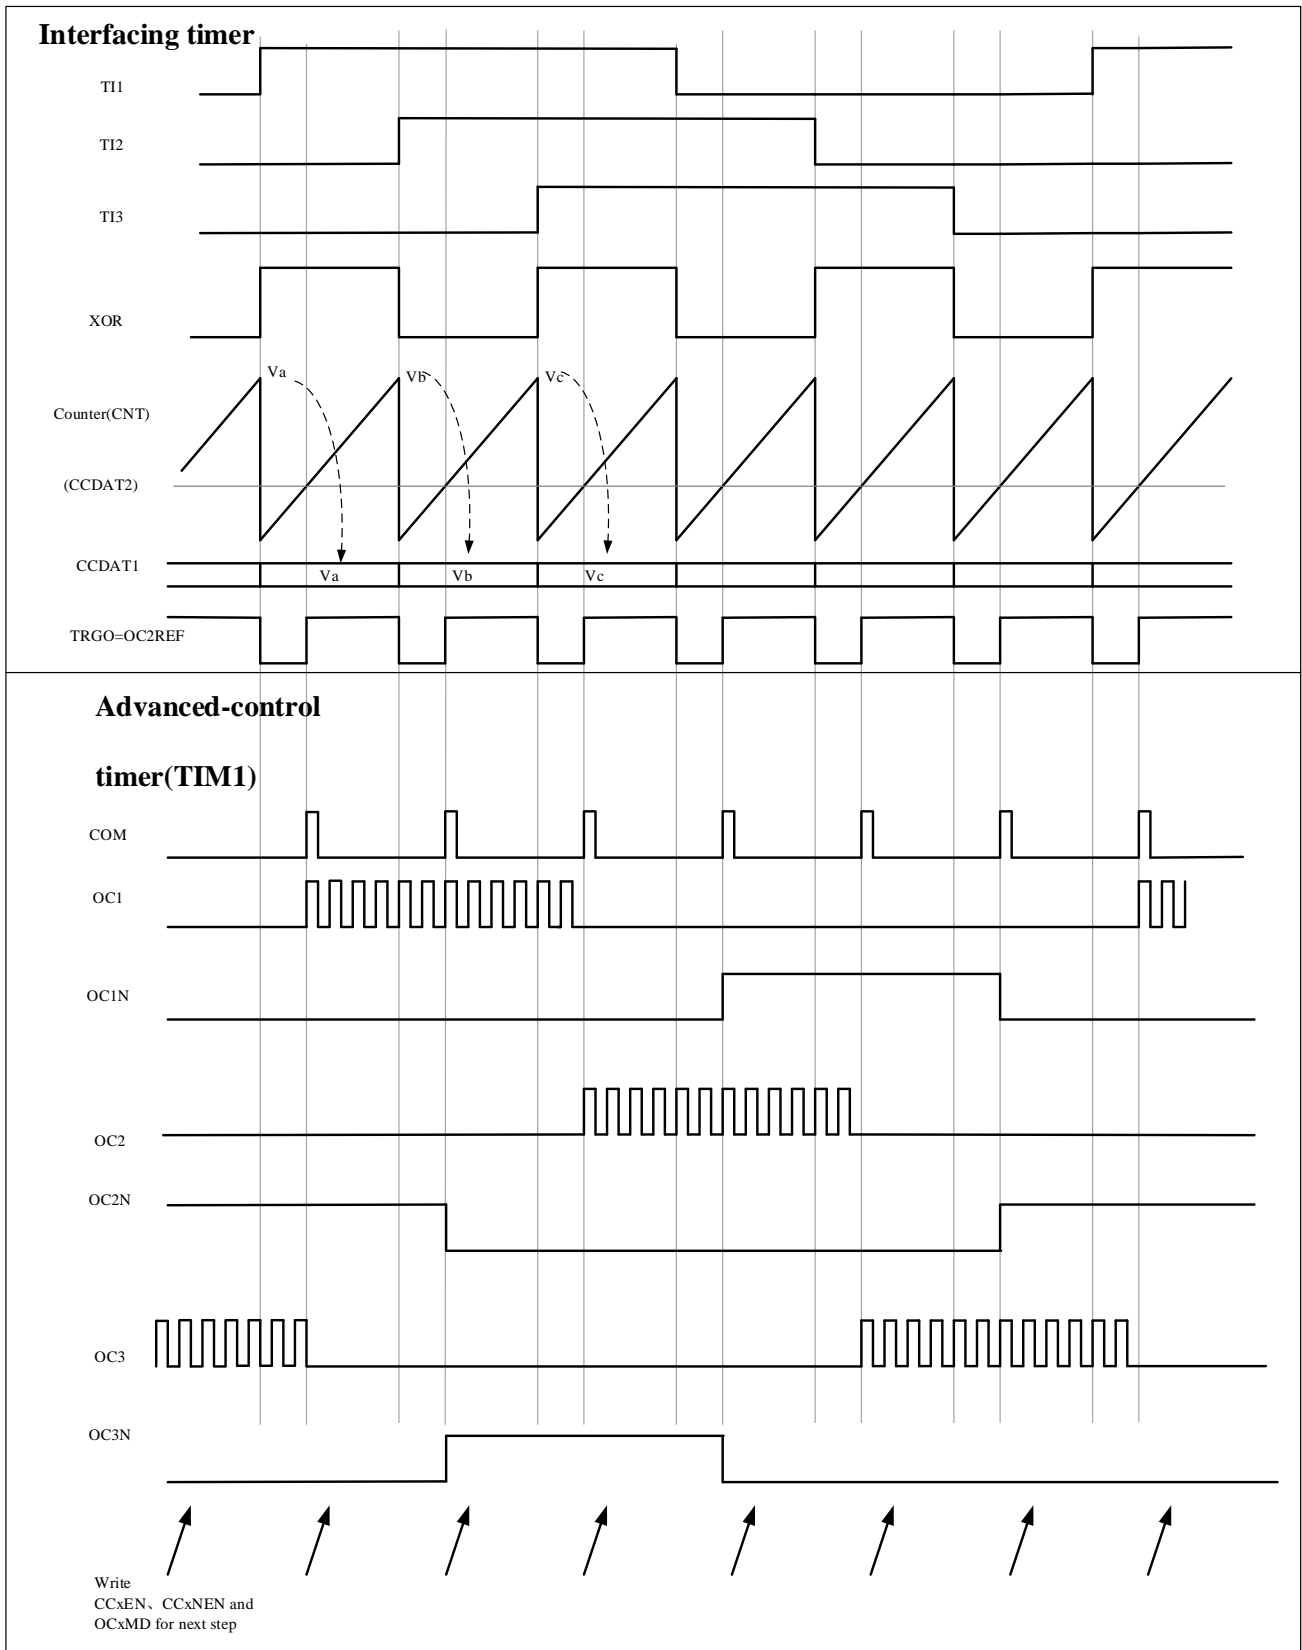 Interfacing timer
TI1
TI2
TI3
XOR
Va
Vb
Vc
Counter(CNT)
(CCDAT2)
CCDAT1
Va
Vb
Vc
TRGO=OC2REF
Advanced-control
timer(TIM1)
COM
OC1
OC1N
OC2
OC2N
OC3
OC3N
Write
CCxEN、CCxNEN and
OCxMD for next step